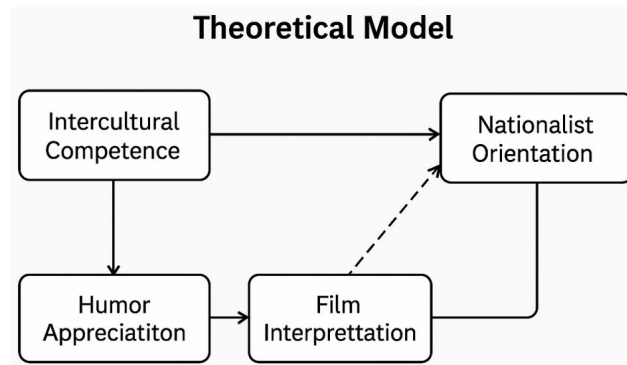 Theoretical Model
Intercultural
Competence
Nationalist
Orientation
Humor
Appreciatiton
Film
Interprettation